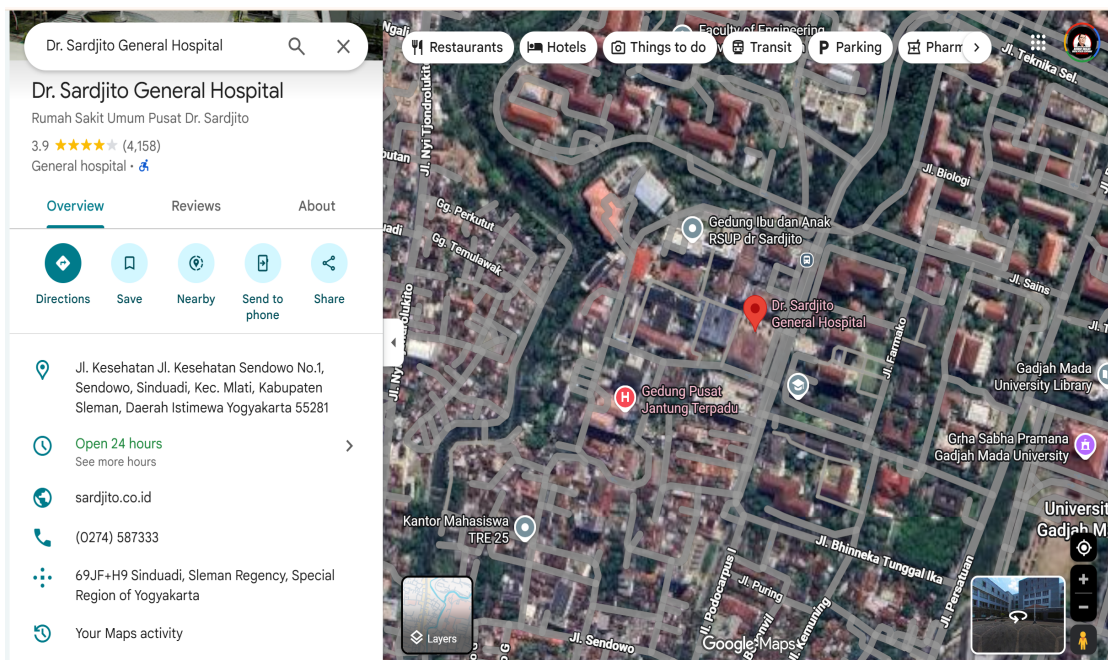 Dr. Sardjito General Hospital
Dr. Sardjito General Hospital
Rumah Sakit Umum Pusat Dr. Sardjito
3.9 (4,158)
General hospital ·
Overview
Reviews
About
Directions
Save
Nearby
Send to
phone
Share
Jl. Kesehatan Jl. Kesehatan Sendowo No.1,
Sendowo, Sinduadi, Kec. Mlati, Kabupaten
Sleman, Daerah Istimewa Yogyakarta 55281
Open 24 hours
See more hours
sardjito.co.id
(0274) 587333
69JF+H9 Sinduadi, Sleman Regency, Special
Region of Yogyakarta
Your Maps activity
Restaurants
Hotels
Things to do
Transit
P Parking
Pharm
Faculty of Engineering
Jl. Teknika Sel.
Jl. Nyi Tjondrolukito
Jl. Biologi
Gg. Perkutut
Gg. Temulawak
Gedung Ibu dan Anak
RSUP dr Sardjito
Jl. Sains
Dr. Sardjito
General Hospital
Jl. Farmako
Gadjah Mada
University Library
H Gedung Pusat
Jantung Terpadu
Grha Sabha Pramana
Gadjah Mada University
Universit
Gadjah M
Kantor Mahasiswa
TRE 25
Jl. Bhinneka Tunggal Ika
Jl. Persatuan
Jl. Podocarpus I
Jl. Puring
Jl. Kemuning
Jl. Sendowo
Layers
Google Maps